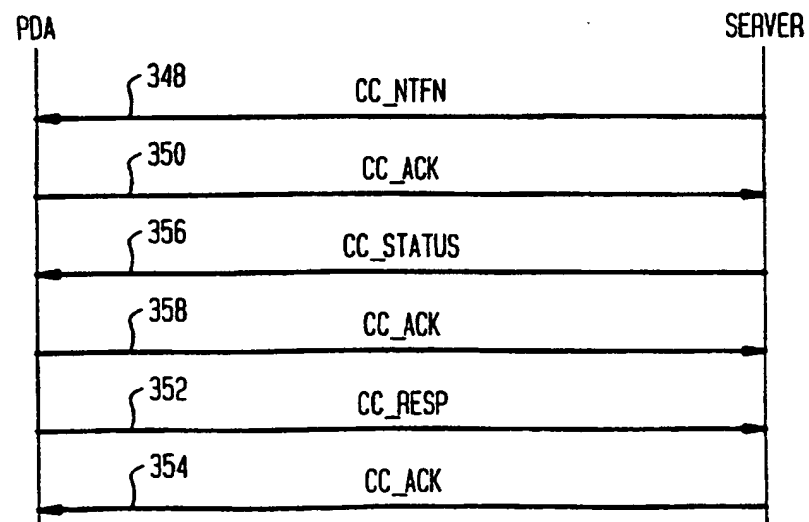 PDA SERVER
348 CC_NTFN
350 CC_ACK
356 CC_STATUS
358 CC_ACK
352 CC_RESP
354 CC_ACK